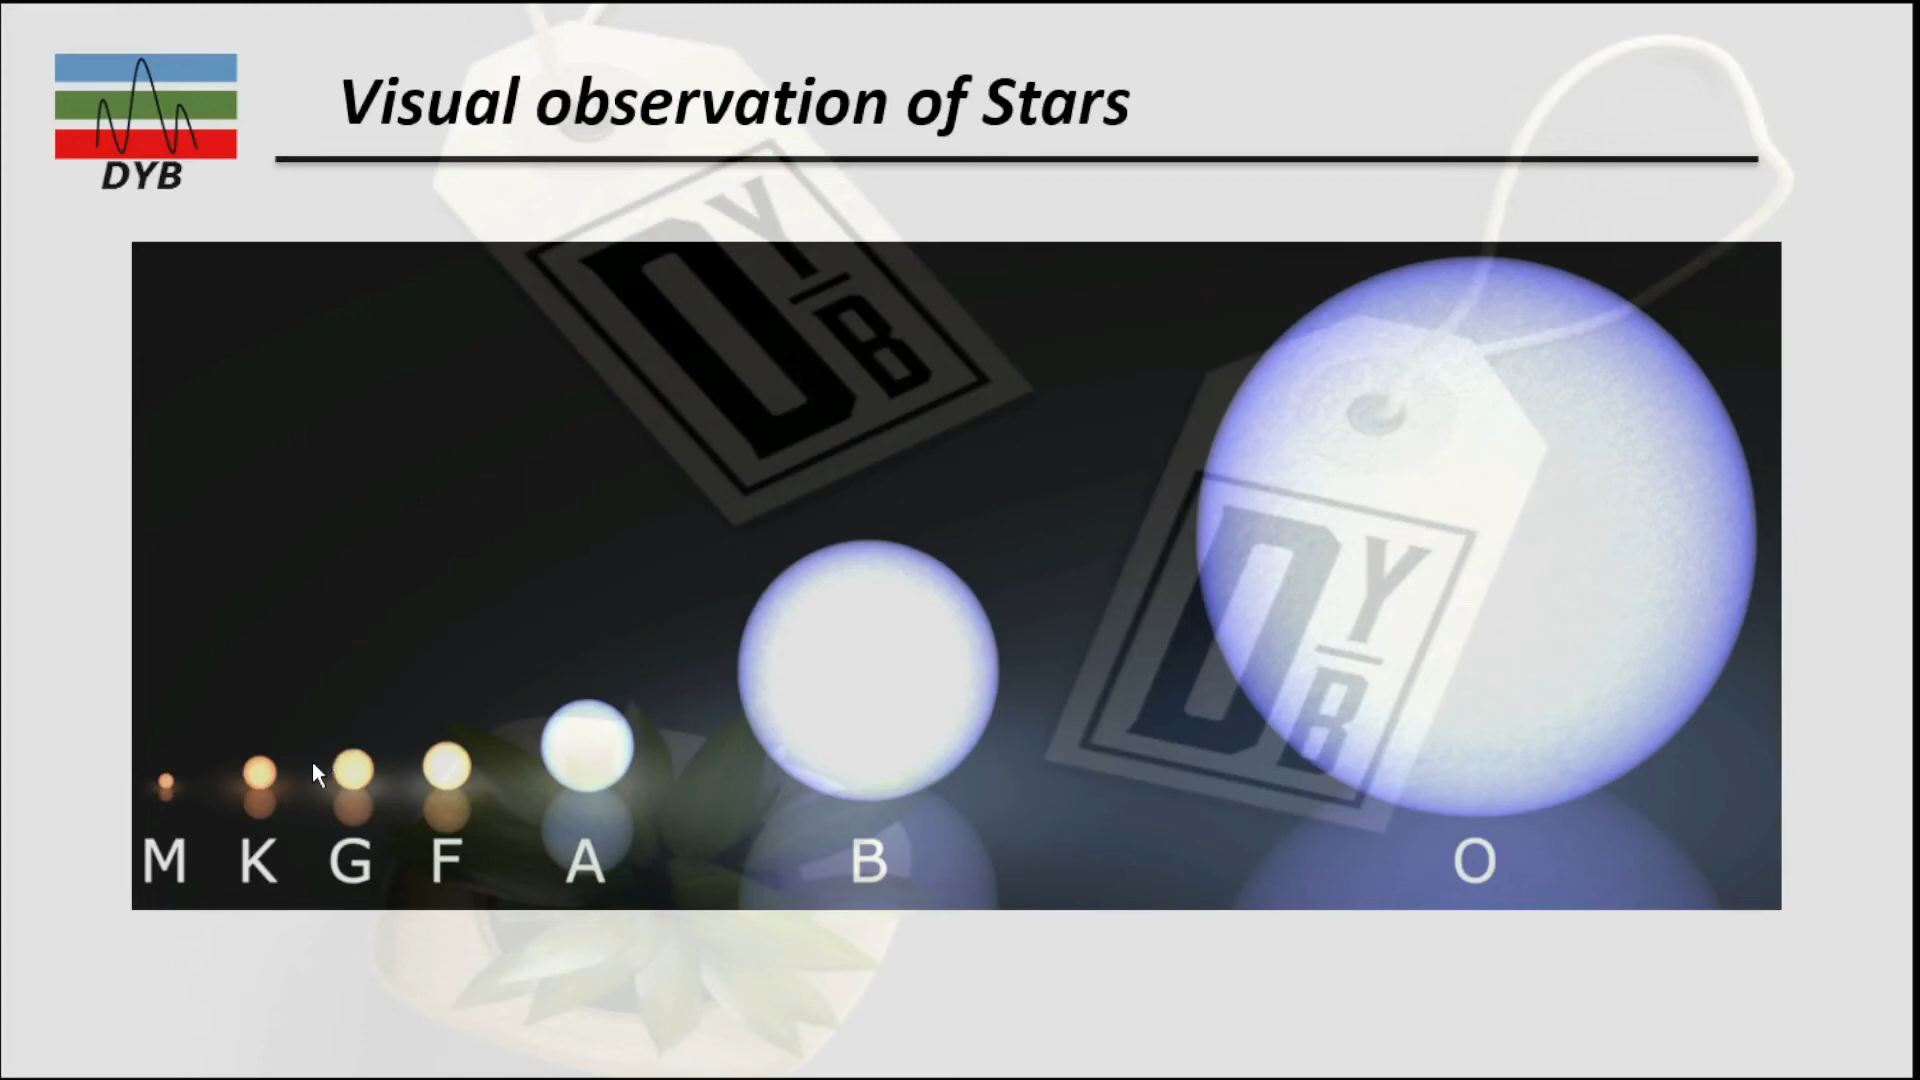 Visual observation of Stars
DYB
D Y
B
D Y
B
M K G F A B O